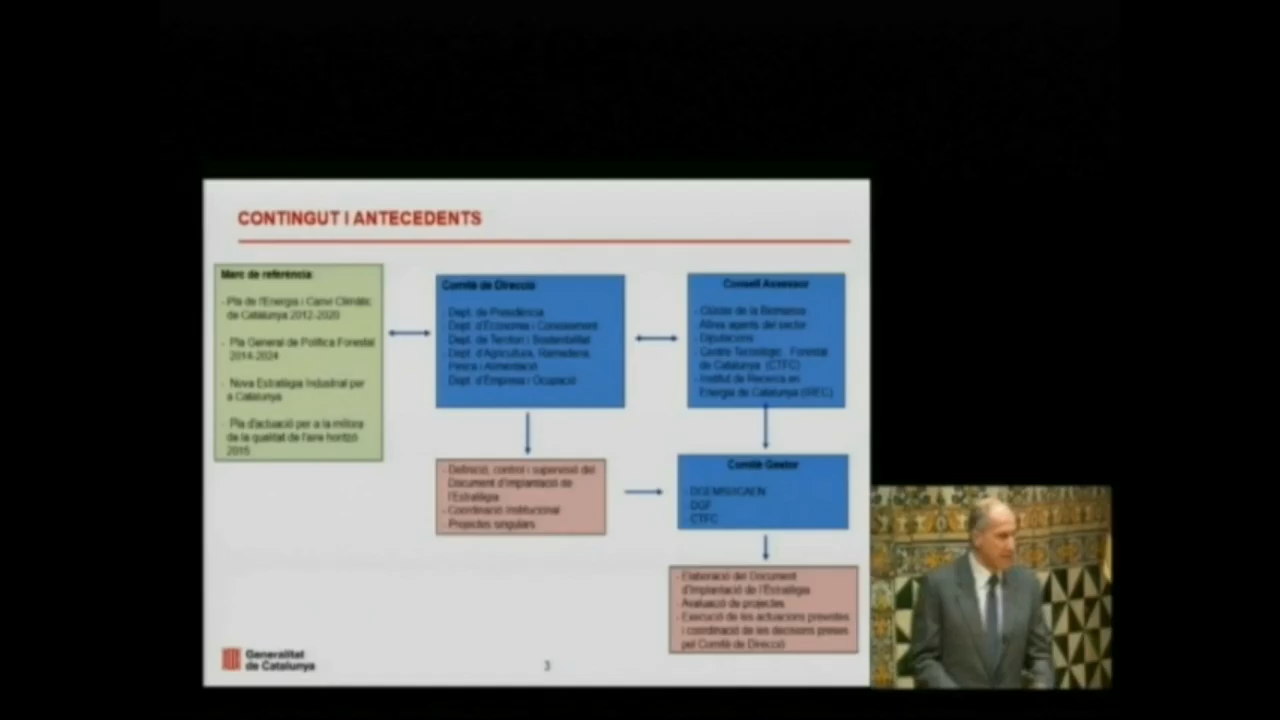 CONTINGUT I ANTECEDENTS
Marc de referència:
- Pla de l'Energia i Canvi Climàtic
de Catalunya 2012-2020
- Pla General de Política Forestal
2014-2024
- Nova Estratègia Industrial per
a Catalunya
- Pla d'actuació per a la millora
de la qualitat de l'aire horitzó
2015
Comitè de Direcció
- Dept. de Presidència
- Dept. d'Economia i Coneixement
- Dept. de Territori i Sostenibilitat
- Dept. d'Agricultura, Ramaderia,
Pesca i Alimentació
- Dept. d'Empresa i Ocupació
Consell Assessor
- Clúster de la Biomassa
- Altres agents del sector
- Diputacions
- Centre Tecnològic Forestal
de Catalunya (CTFC)
- Institut de Recerca en
Energia de Catalunya (IREC)
- Definició, control i supervisió del
Document d'Implantació de
l'Estratègia
- Coordinació institucional
- Projectes singulars
Comitè Gestor
- DGEMSI/ICAEN
- DGF
- CTFC
- Elaboració del Document
d'Implantació de l'Estratègia
- Avaluació de projectes
- Execució de les actuacions previstes
i coordinació de les decisions preses
pel Comitè de Direcció
Generalitat
de Catalunya
3